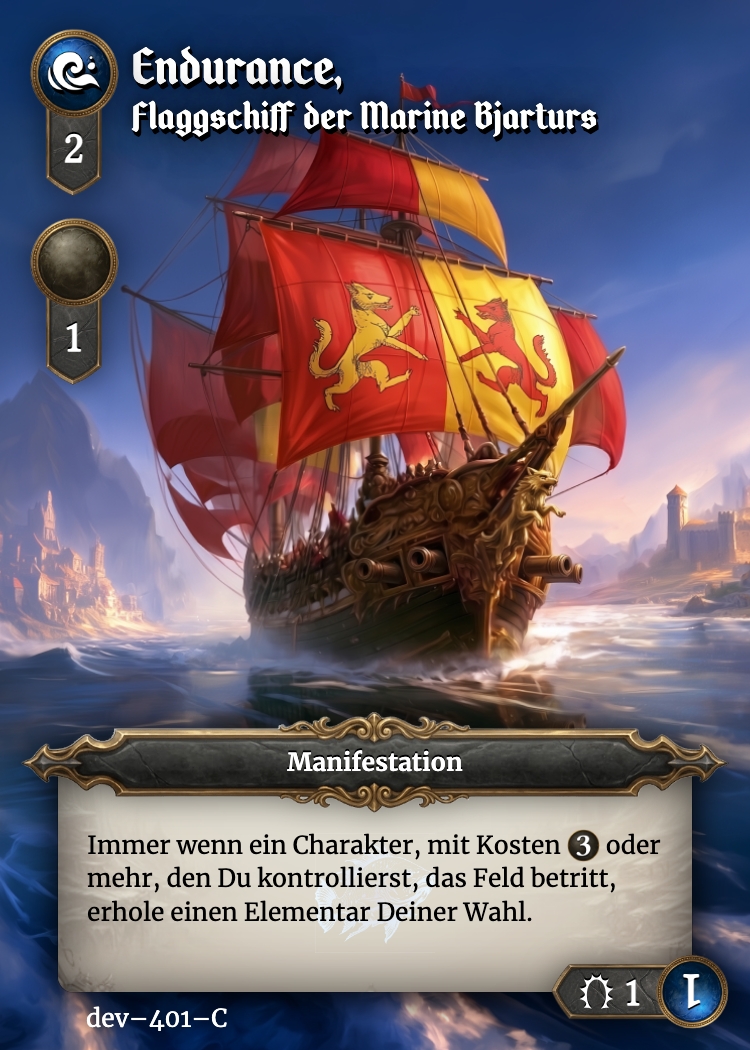 Endurance,
Flaggschiff der Marine Bjarturs
2
1
Manifestation
Immer wenn ein Charakter, mit Kosten 3 oder
mehr, den Du kontrollierst, das Feld betritt,
erhole einen Elementar Deiner Wahl.
1 1
dev–401–C